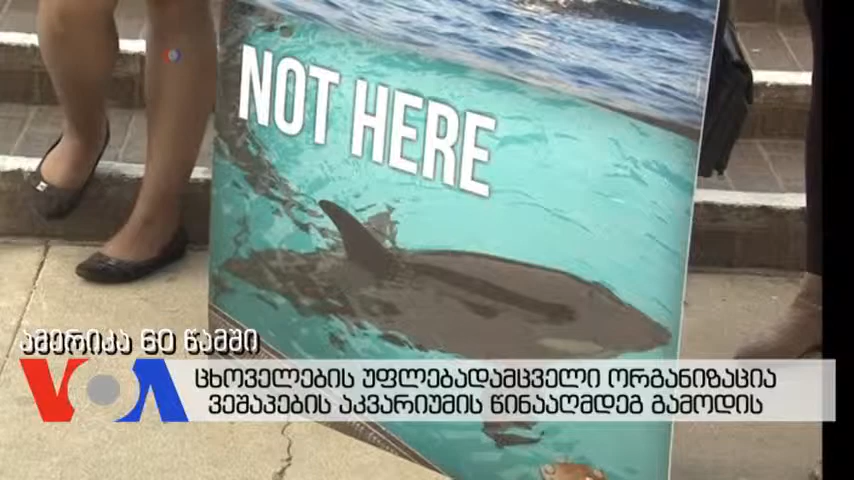 NOT HERE
ამერიკა 60 წამში
VOA
ცხოველების უფლებადამცველი ორგანიზაცია
ვეშაპების აკვარიუმის წინააღმდეგ გამოდის